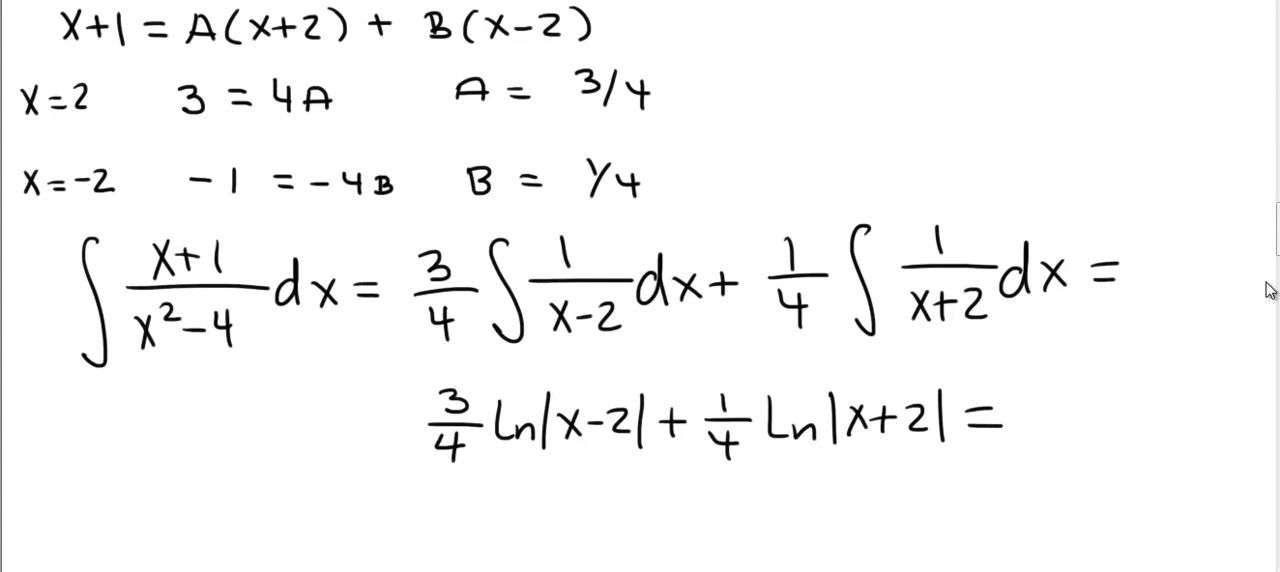 x+1 = A(x+2) + B(x-2)
x=2 3 = 4A A = 3/4
x=-2 -1 = -4B B = 1/4
∫ (x+1)/(x²-4) dx = 3/4 ∫ 1/(x-2) dx + 1/4 ∫ 1/(x+2) dx =
3/4 Ln|x-2| + 1/4 Ln|x+2| =